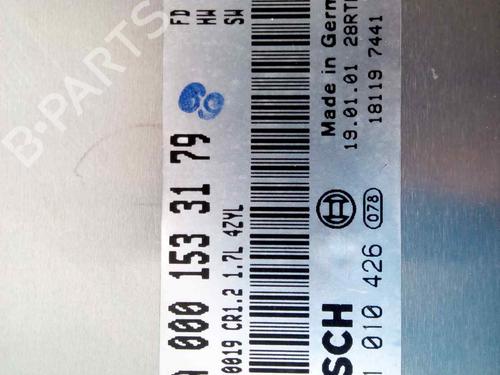 FD
HW
SW
A 000 153 31 79
69
0019 CR1.2 1.7L 4ZYL
Made in Germ
19.01.01 28RT
18119 7441
SCH
078
010 426
B-PARTS